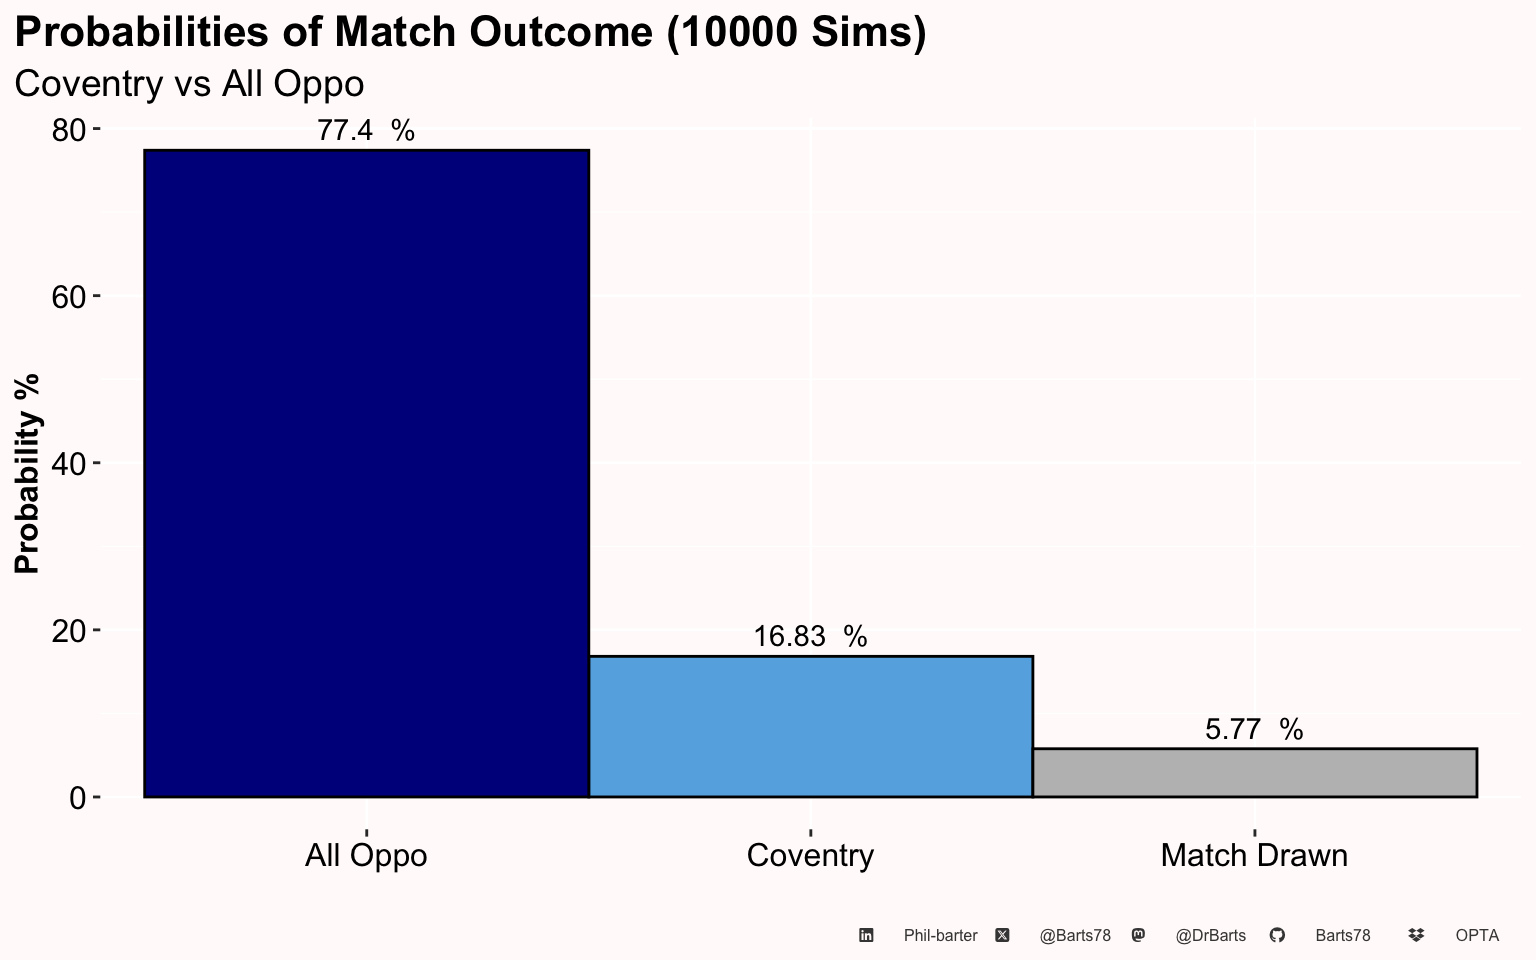 Probabilities of Match Outcome (10000 Sims)
Coventry vs All Oppo
Probability %
80
60
40
20
0
77.4 %
16.83 %
5.77 %
All Oppo
Coventry
Match Drawn
Phil-barter @Barts78 @DrBarts Barts78 OPTA